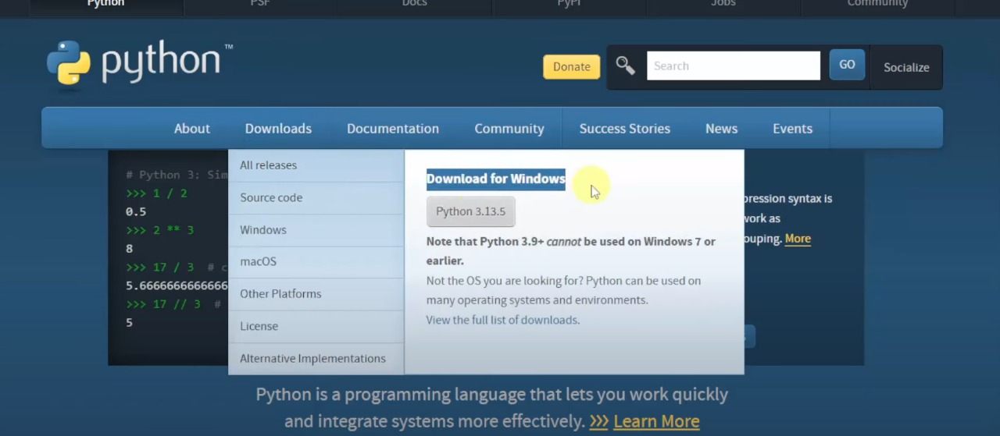 Python
PSF
Docs
PyPI
Jobs
Community
python™
Donate
Search
GO
Socialize
About
Downloads
Documentation
Community
Success Stories
News
Events
# Python 3: Sim
>>> 1 / 2
0.5
>>> 2 ** 3
8
>>> 17 / 3 # c
5.6666666666666
>>> 17 // 3 #
5
All releases
Source code
Windows
macOS
Other Platforms
License
Alternative Implementations
Download for Windows
Python 3.13.5
Note that Python 3.9+ cannot be used on Windows 7 or
earlier.
Not the OS you are looking for? Python can be used on
many operating systems and environments.
View the full list of downloads.
pression syntax is
work as
ouping. More
Python is a programming language that lets you work quickly
and integrate systems more effectively. >>> Learn More